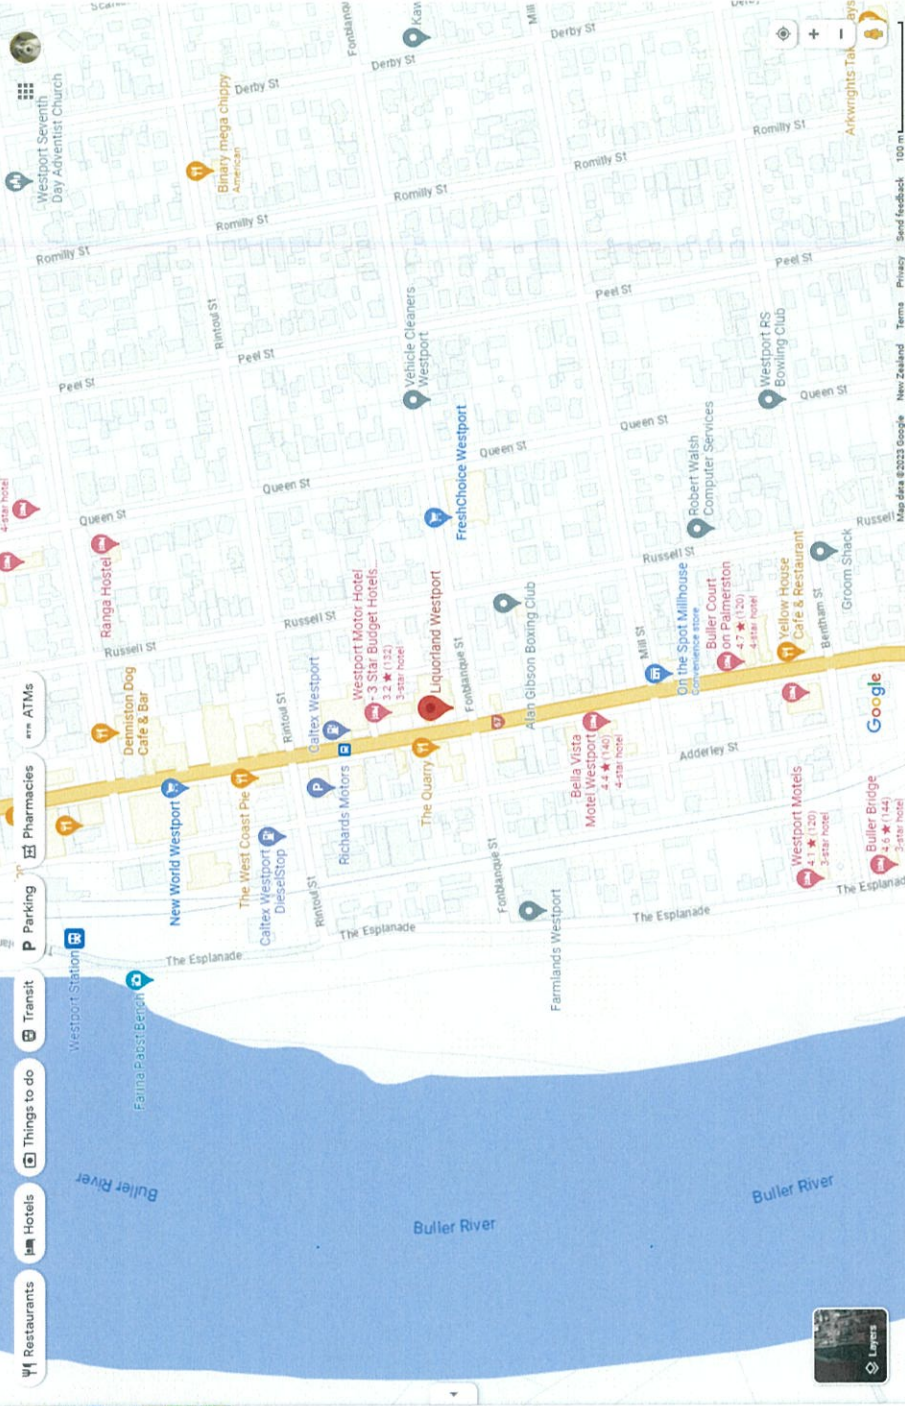 Restaurants
Hotels
Things to do
Transit
Parking
Pharmacies
ATMs
Buller River
Buller River
Buller River
Westport Station
Farina Pabst Bench
The Esplanade
The Esplanade
The Esplanade
The Esplanade
New World Westport
The West Coast Pie
Caltex Westport
DieselStop
Rintoul St
Rintoul St
Rintoul St
Richards Motors
P
Caltex Westport
Denniston Dog
Cafe & Bar
Ranga Hostel
4-star hotel
Westport Motor Hotel
- 3 Star Budget Hotels
3.2 ★ (132)
3-star hotel
Liquorland Westport
The Quarry
Fonblanque St
Fonblanque St
67
Alan Gibson Boxing Club
Farmlands Westport
Bella Vista
Motel Westport
4.4 ★ (140)
4-star hotel
Adderley St
Westport Motels
4.1 ★ (120)
3-star hotel
Buller Bridge
4.6 ★ (144)
3-star hotel
Mill St
On the Spot Millhouse
Convenience store
Buller Court
on Palmerston
4.7 ★ (120)
4-star hotel
Yellow House
Cafe & Restaurant
Bentham St
Groom Shack
Russell St
Russell St
Russell St
Russell
FreshChoice Westport
Vehicle Cleaners
Westport
Robert Walsh
Computer Services
Westport RS
Bowling Club
Queen St
Queen St
Queen St
Queen St
Queen St
Peel St
Peel St
Peel St
Peel St
Romilly St
Romilly St
Romilly St
Romilly St
Romilly St
Derby St
Derby St
Derby St
Westport Seventh
Day Adventist Church
Binary mega chippy
American
Fonblanqu
Kaw
Mill
Arkwrights Tak
ays
Google
Layers
Map data ©2023 Google
New Zealand
Terms
Privacy
Send feedback
100 m